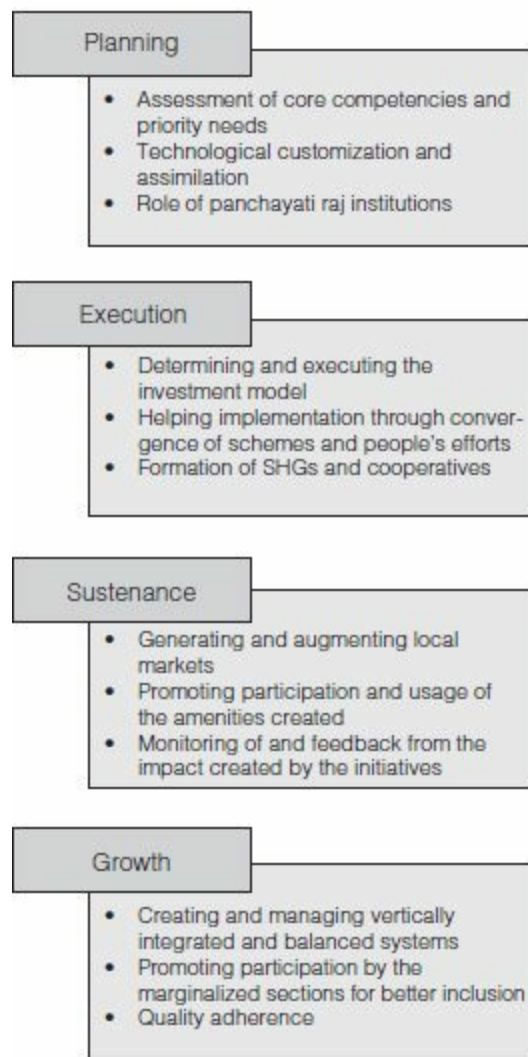 Planning
• Assessment of core competencies and
priority needs
• Technological customization and
assimilation
• Role of panchayati raj institutions
Execution
• Determining and executing the
investment model
• Helping implementation through conver-
gence of schemes and people's efforts
• Formation of SHGs and cooperatives
Sustenance
• Generating and augmenting local
markets
• Promoting participation and usage of
the amenities created
• Monitoring of and feedback from the
impact created by the initiatives
Growth
• Creating and managing vertically
integrated and balanced systems
• Promoting participation by the
marginalized sections for better inclusion
• Quality adherence